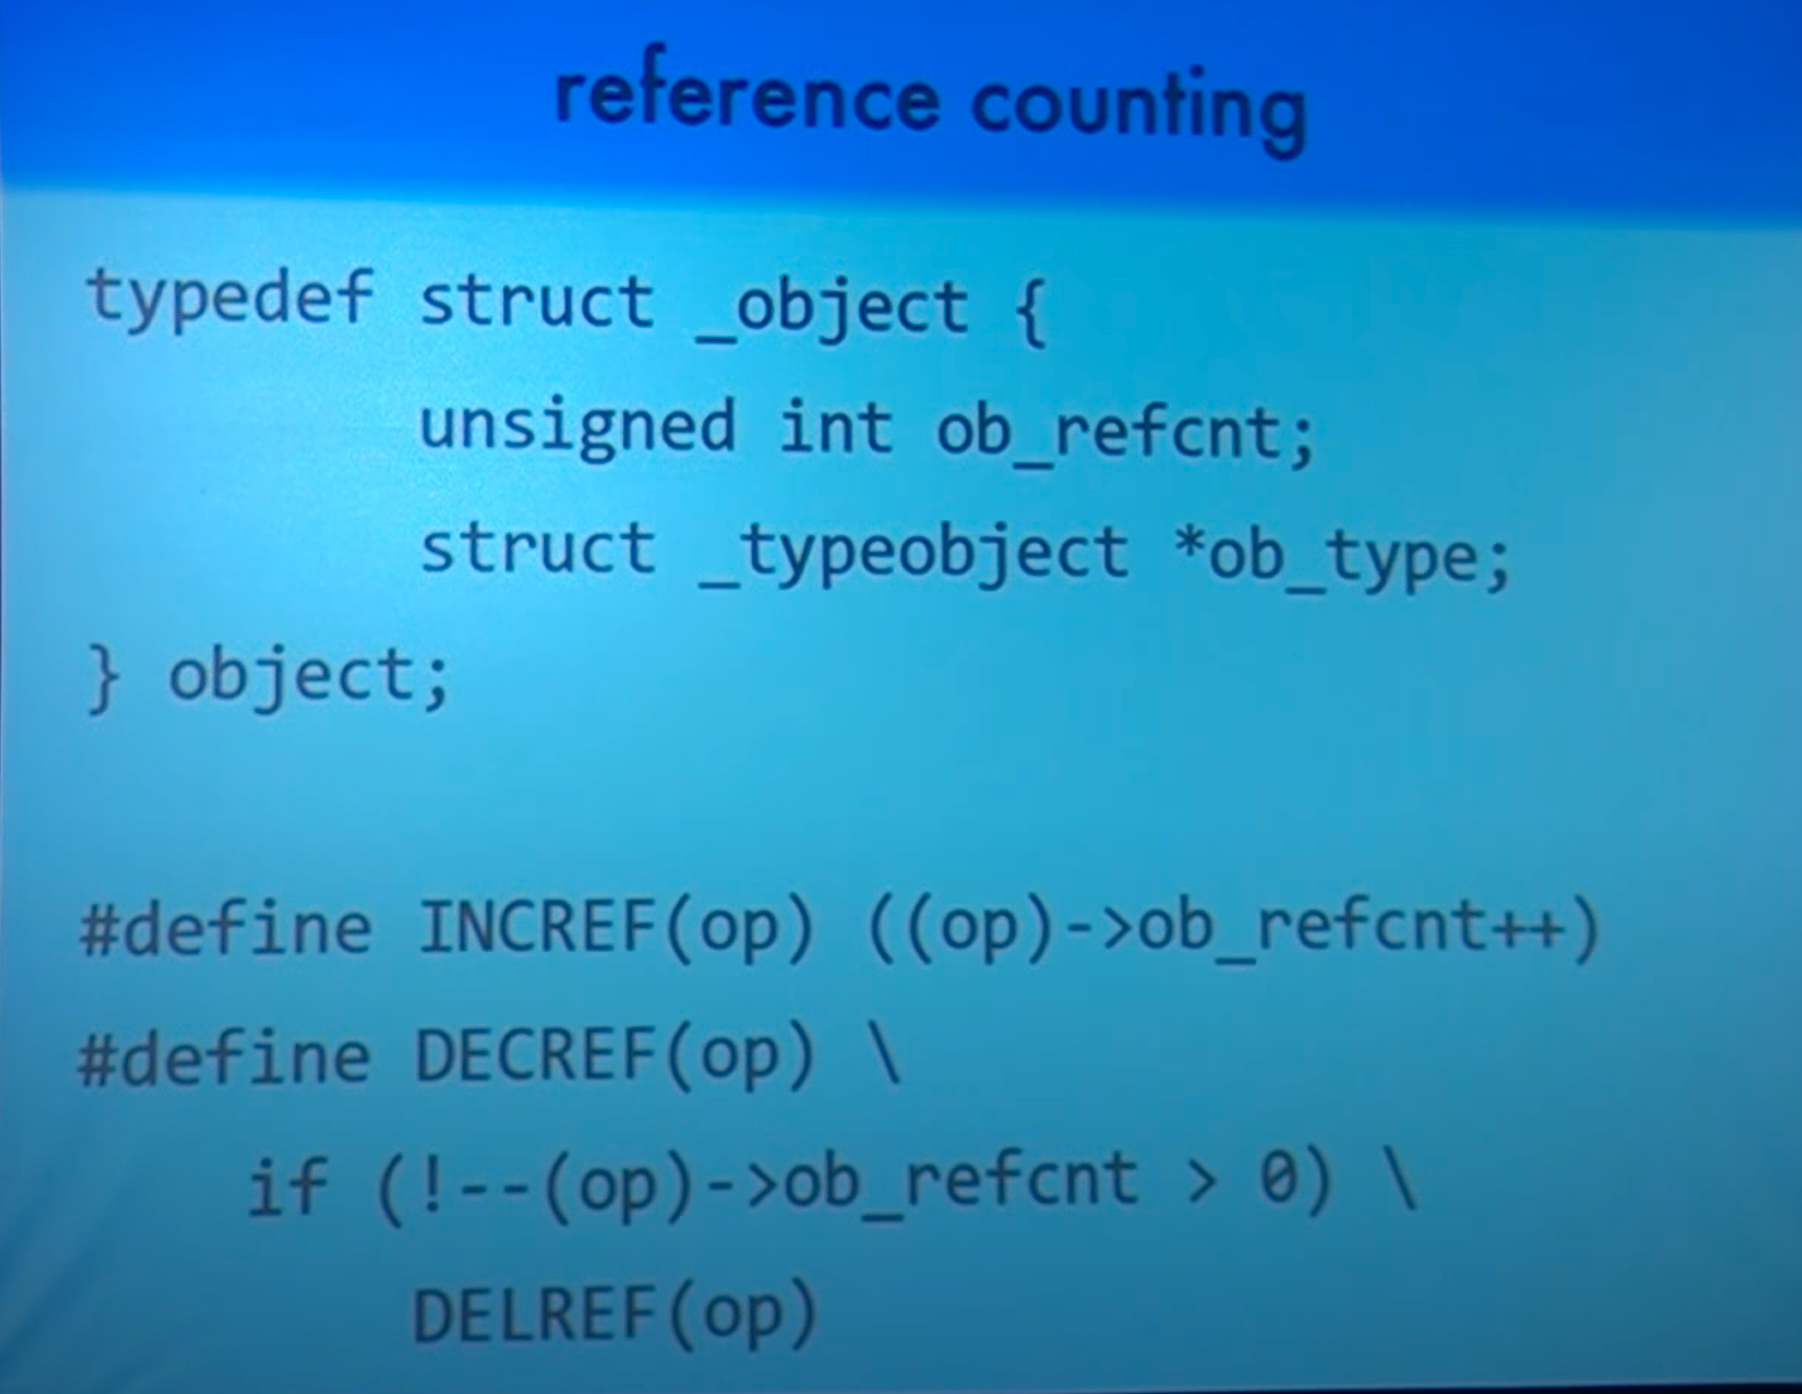 reference counting
typedef struct _object {
unsigned int ob_refcnt;
struct _typeobject *ob_type;
} object;
#define INCREF(op) ((op)->ob_refcnt++)
#define DECREF(op) \
if (!--(op)->ob_refcnt > 0) \
DELREF(op)